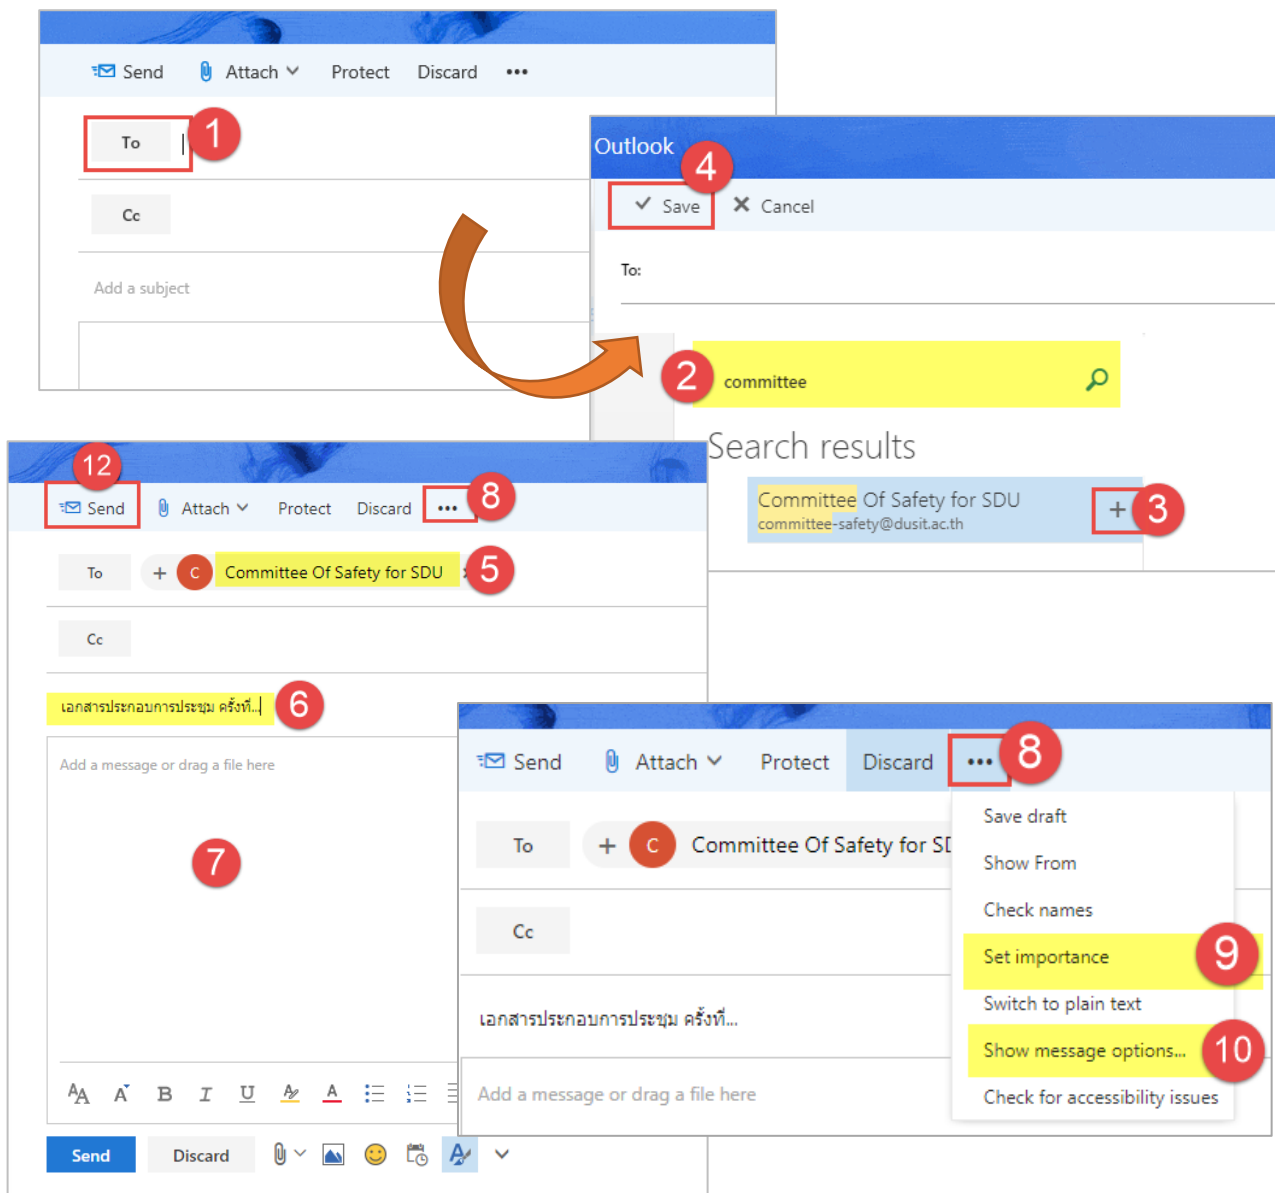 Send Attach Protect Discard •••
To 1
Cc
Add a subject
Outlook
4
Save Cancel
To:
2 committee
Search results
Committee Of Safety for SDU
committee-safety@dusit.ac.th
+ 3
12
Send Attach Protect Discard ••• 8
To + C Committee Of Safety for SDU 5
Cc
เอกสารประกอบการประชุม ครั้งที่... 6
Add a message or drag a file here
7
B I U A
Send Discard
Send Attach Protect Discard ••• 8
To + C Committee Of Safety for
Cc
เอกสารประกอบการประชุม ครั้งที่...
Add a message or drag a file here
Save draft
Show From
Check names
Set importance 9
Switch to plain text
Show message options... 10
Check for accessibility issues